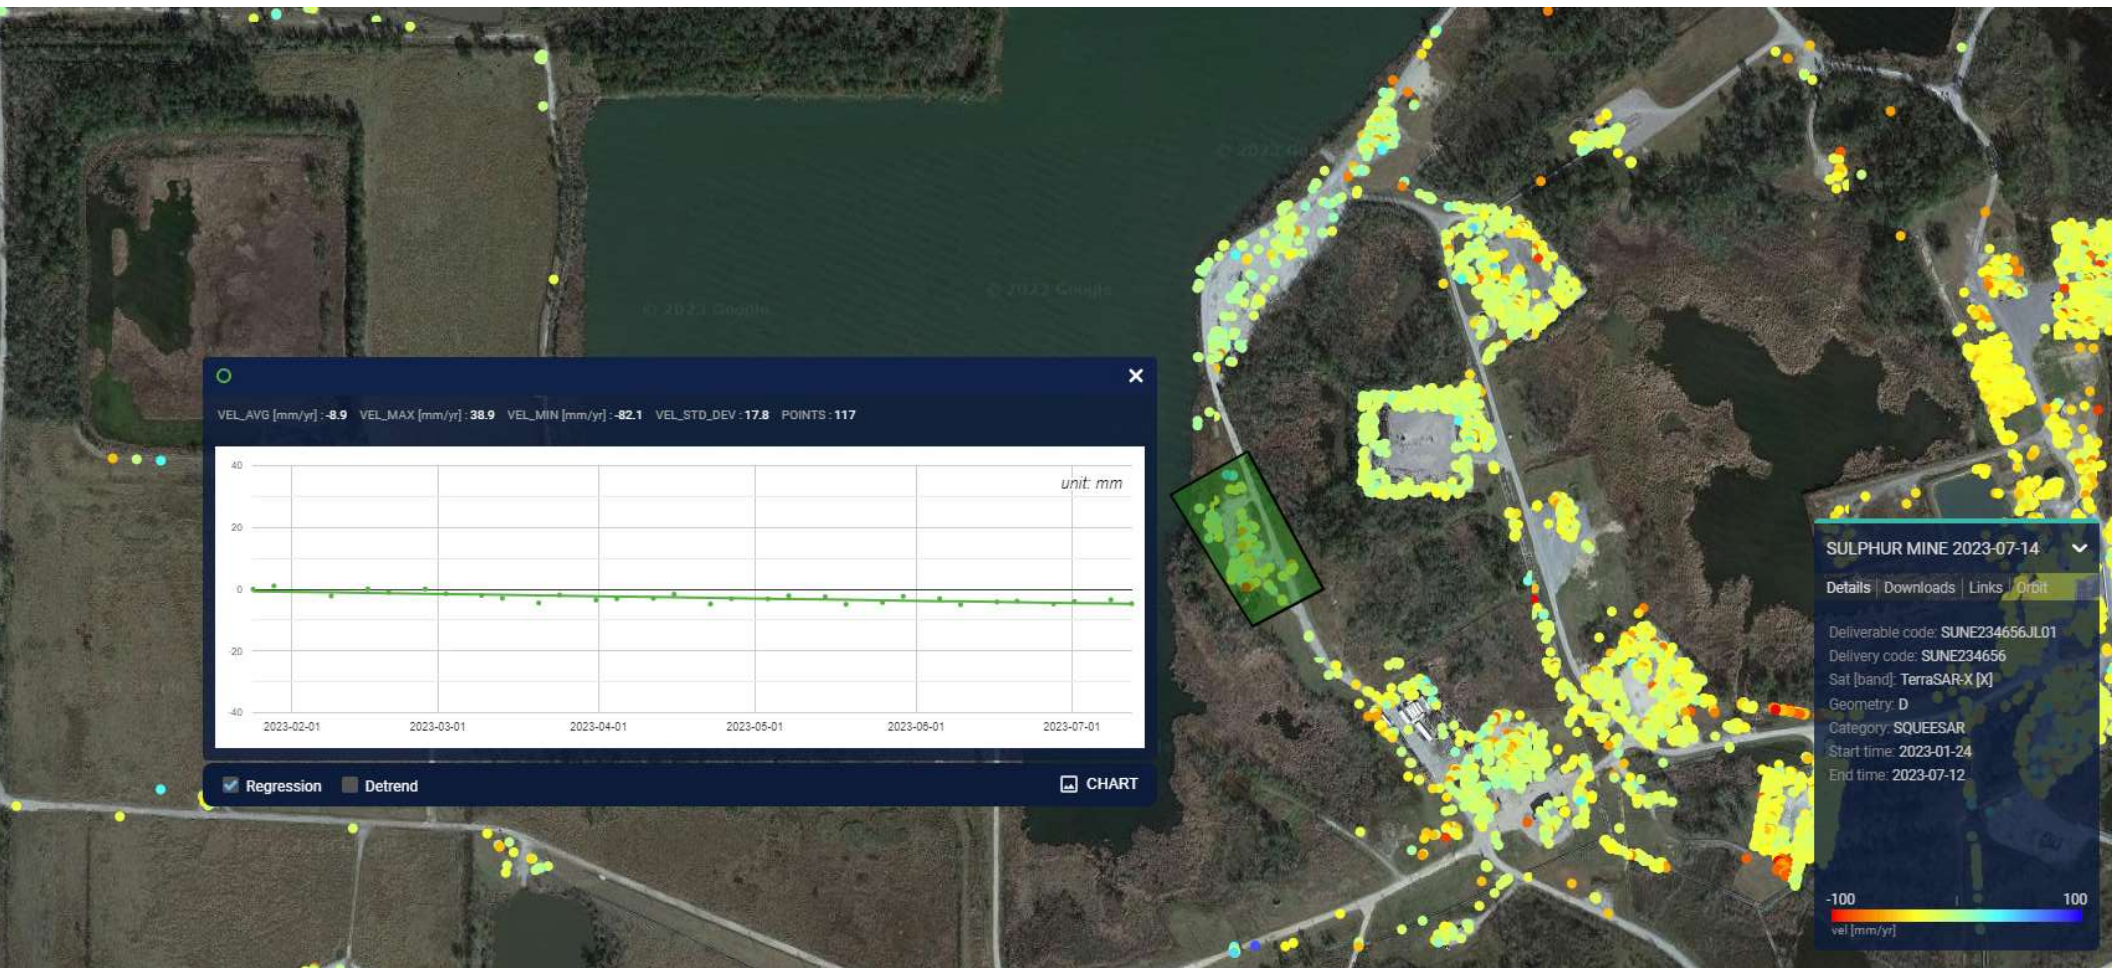 © 2023 Google
© 2023 Google
VEL_AVG [mm/yr] : -8.9 VEL_MAX [mm/yr] : 38.9 VEL_MIN [mm/yr] : -82.1 VEL_STD_DEV : 17.8 POINTS : 117
unit: mm
40
20
0
-20
-40
2023-02-01 2023-03-01 2023-04-01 2023-05-01 2023-06-01 2023-07-01
Regression Detrend CHART
SULPHUR MINE 2023-07-14
Details | Downloads | Links | Orbit
Deliverable code: SUNE234656JL01
Delivery code: SUNE234656
Sat [band]: TerraSAR-X [X]
Geometry: D
Category: SQUEESAR
Start time: 2023-01-24
End time: 2023-07-12
-100 100
vel [mm/yr]